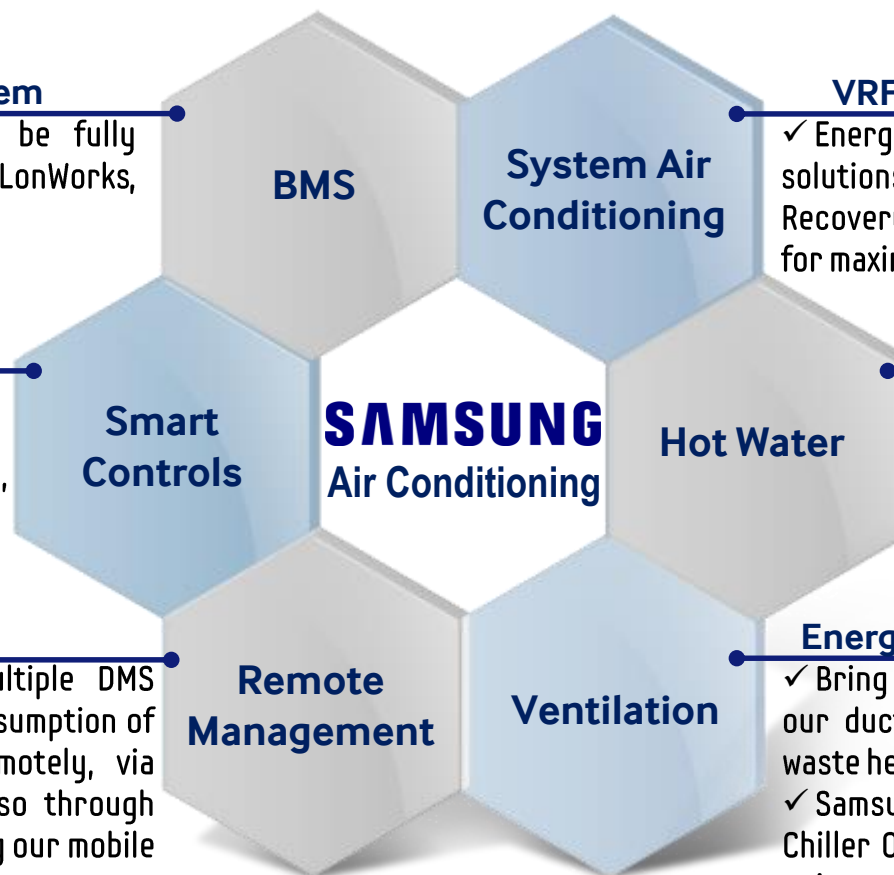 em
be fully
LonWorks,
BMS
System Air
Conditioning
VRF
✓ Energ
solutions
Recover
for maxi
Smart
Controls
,
SAMSUNG
Air Conditioning
Hot Water
ultiple DMS
sumption of
motely, via
so through
g our mobile
Remote
Management
Ventilation
Energ
✓ Bring
our duc
waste he
✓ Samsu
Chiller